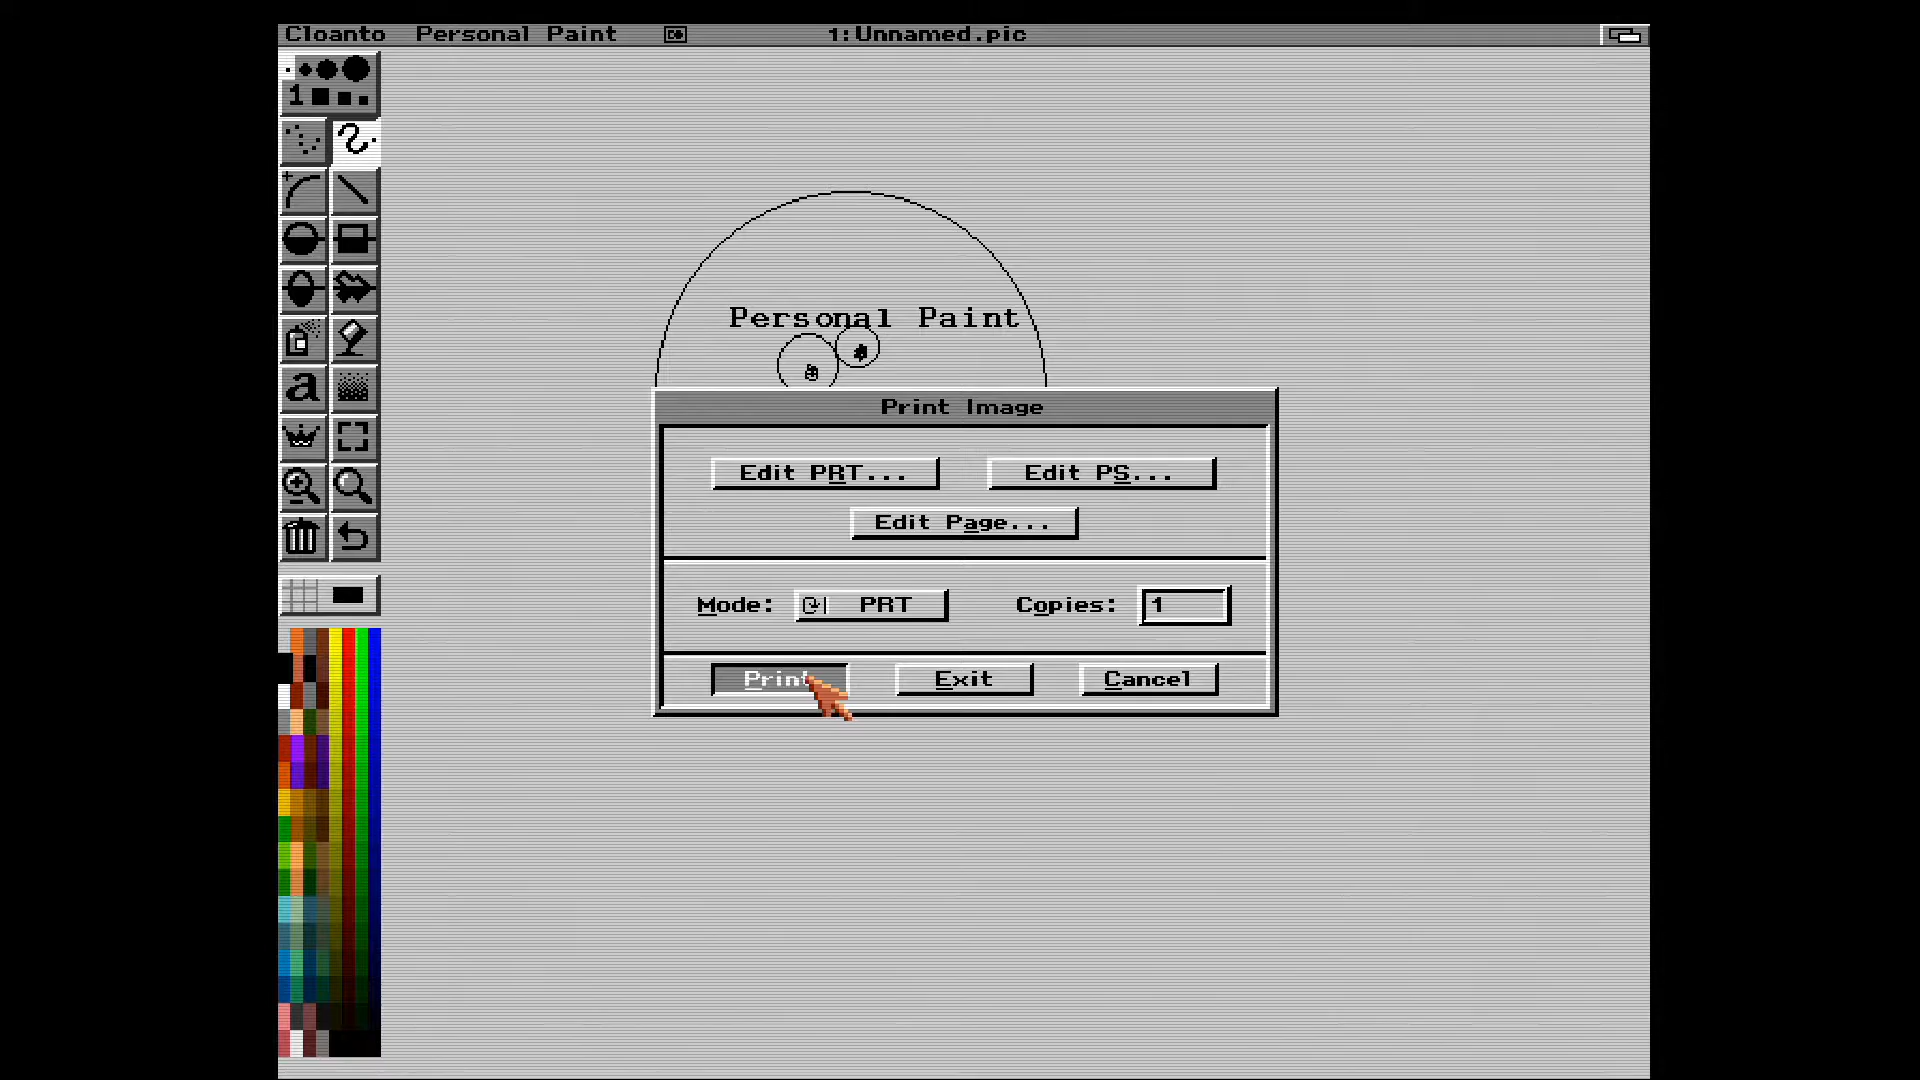 Cloanto Personal Paint 1:Unnamed.pic
1
a
Personal Paint
Print Image
Edit PRT... Edit PS...
Edit Page...
Mode: PRT Copies: 1
Print Exit Cancel